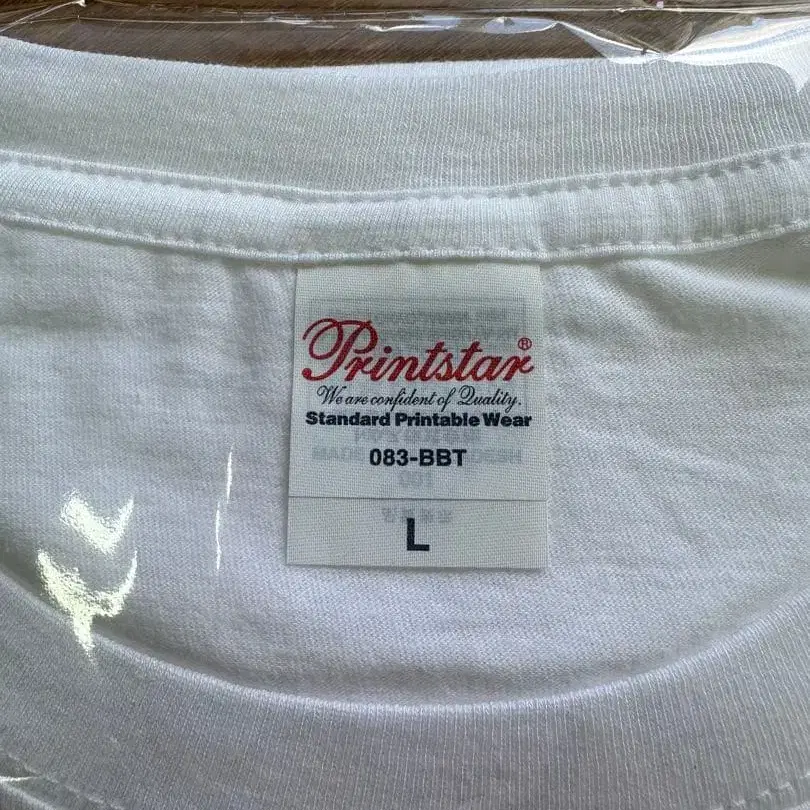 Printstar®
We are confident of Quality.
Standard Printable Wear
083-BBT
L